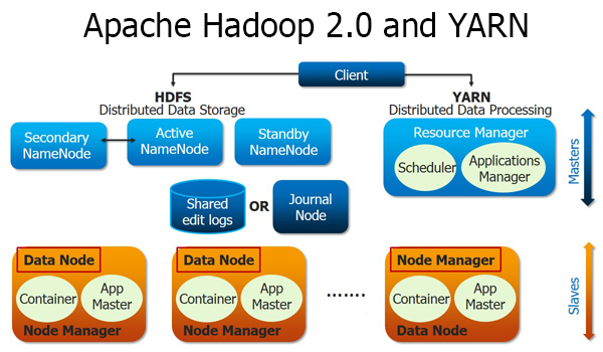 Apache Hadoop 2.0 and YARN
Client
HDFS
Distributed Data Storage
YARN
Distributed Data Processing
Secondary
NameNode
Active
NameNode
Standby
NameNode
Resource Manager
Scheduler
Applications
Manager
Masters
Shared
edit logs
OR
Journal
Node
Data Node
Container
App
Master
Node Manager
Data Node
Container
App
Master
Node Manager
.......
Node Manager
Container
App
Master
Data Node
Slaves